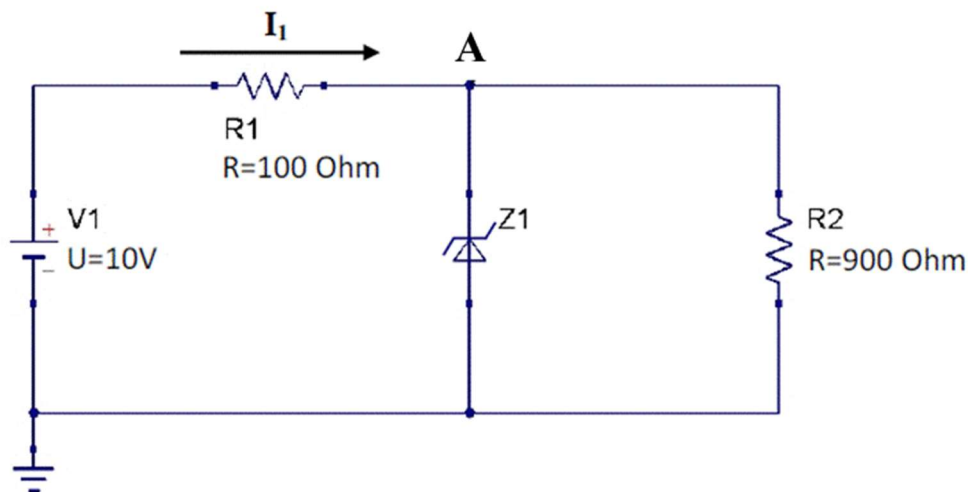 I₁
A
R1
R=100 Ohm
V1
+
U=10V
−
Z1
R2
R=900 Ohm